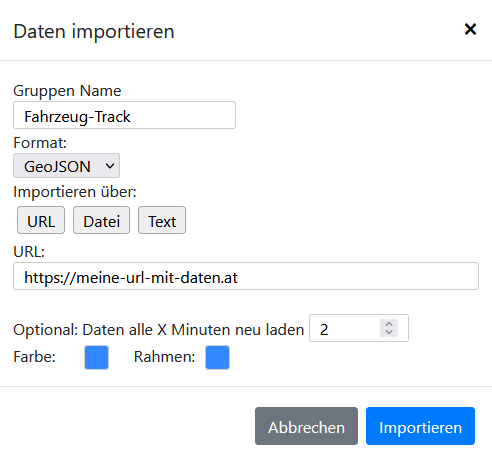 Daten importieren ×
Gruppen Name
Fahrzeug-Track
Format:
GeoJSON
Importieren über:
URL Datei Text
URL:
https://meine-url-mit-daten.at
Optional: Daten alle X Minuten neu laden 2
Farbe: Rahmen:
Abbrechen Importieren